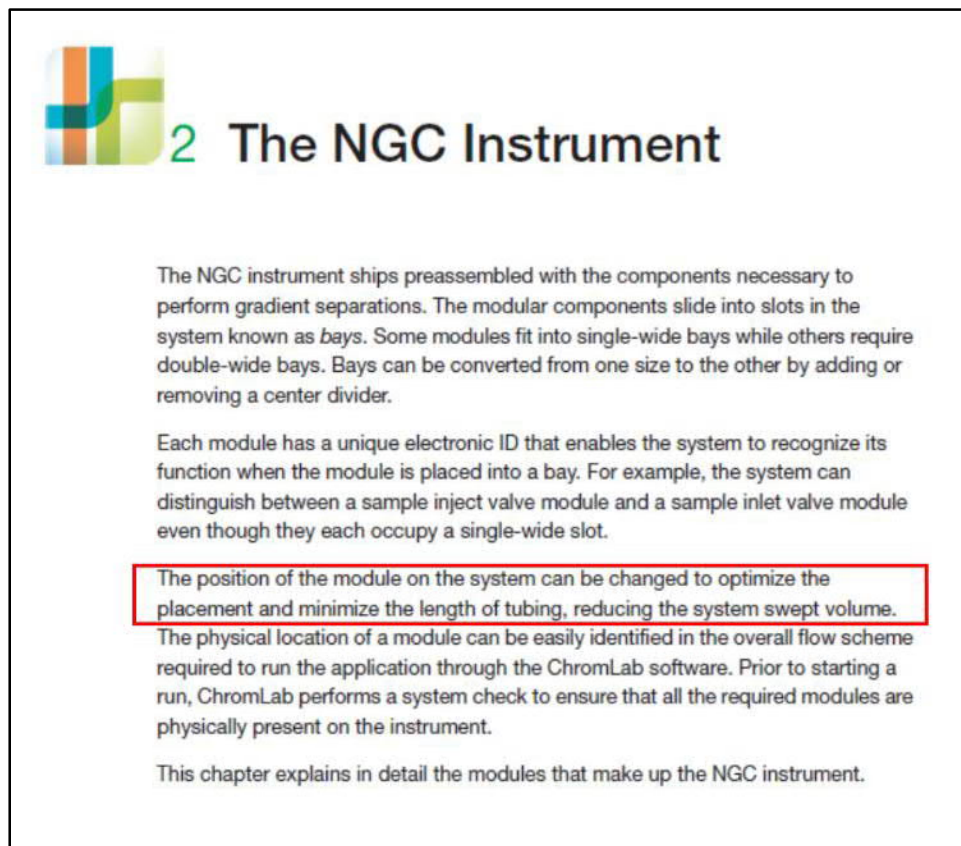 2 The NGC Instrument
The NGC instrument ships preassembled with the components necessary to
perform gradient separations. The modular components slide into slots in the
system known as bays. Some modules fit into single-wide bays while others require
double-wide bays. Bays can be converted from one size to the other by adding or
removing a center divider.
Each module has a unique electronic ID that enables the system to recognize its
function when the module is placed into a bay. For example, the system can
distinguish between a sample inject valve module and a sample inlet valve module
even though they each occupy a single-wide slot.
The position of the module on the system can be changed to optimize the
placement and minimize the length of tubing, reducing the system swept volume.
The physical location of a module can be easily identified in the overall flow scheme
required to run the application through the ChromLab software. Prior to starting a
run, ChromLab performs a system check to ensure that all the required modules are
physically present on the instrument.
This chapter explains in detail the modules that make up the NGC instrument.